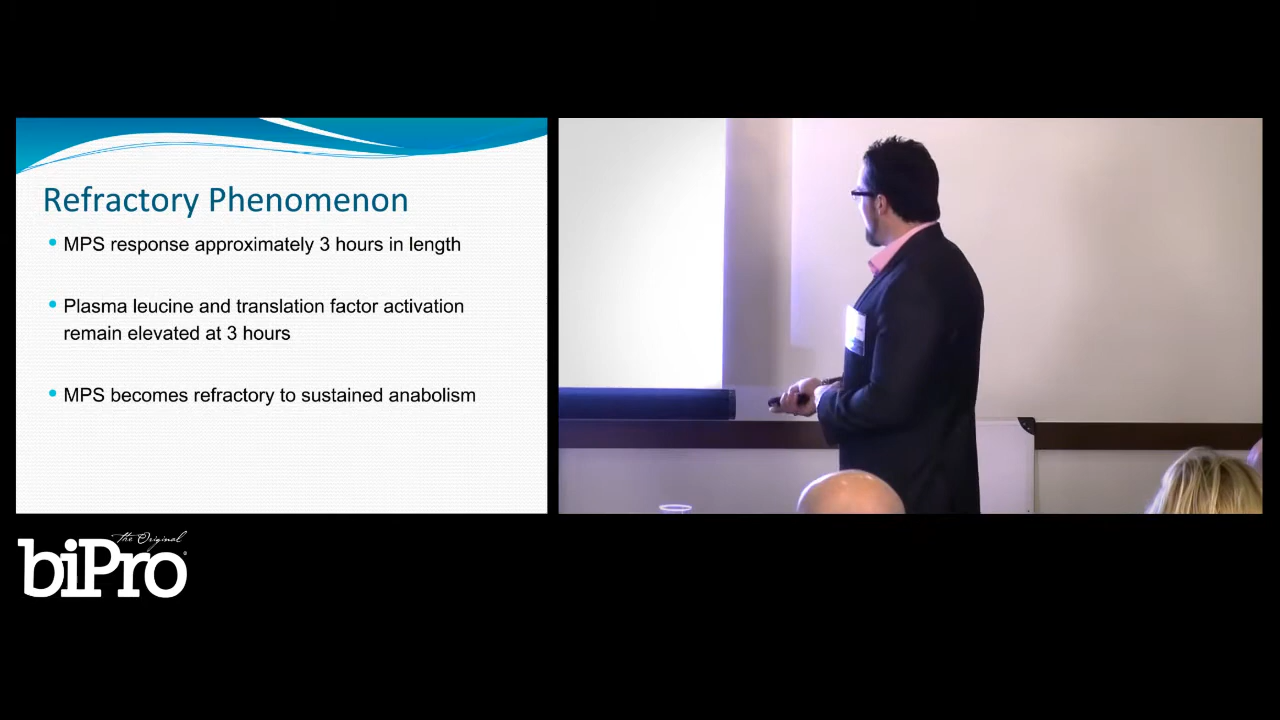 Refractory Phenomenon
MPS response approximately 3 hours in length
Plasma leucine and translation factor activation
remain elevated at 3 hours
MPS becomes refractory to sustained anabolism
the Original
biPro